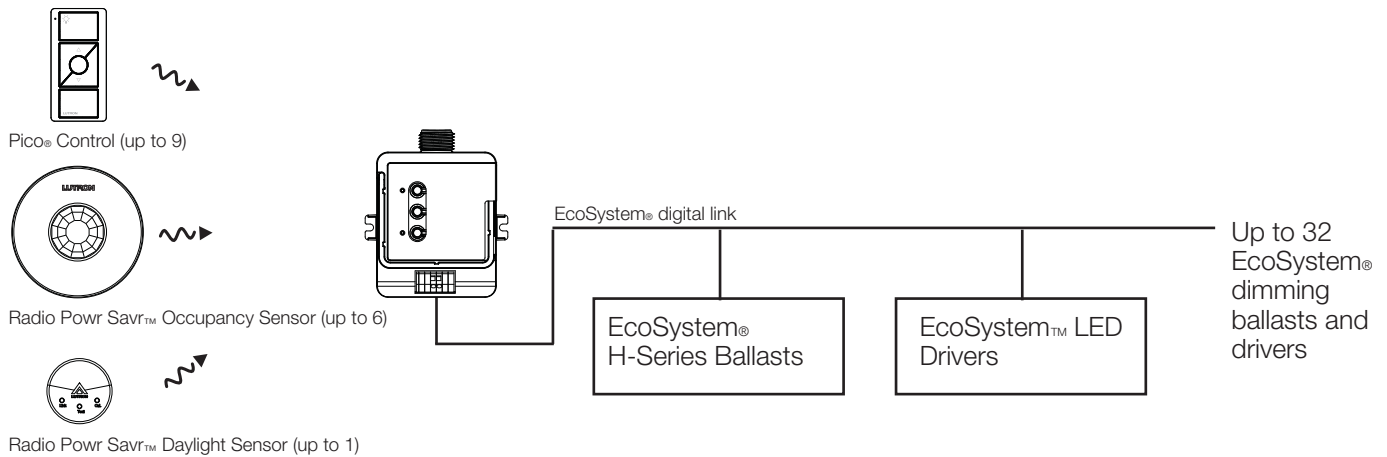 Pico® Control (up to 9)
LUTRON
Radio Powr Savr™ Occupancy Sensor (up to 6)
LUTRON
Radio Powr Savr™ Daylight Sensor (up to 1)
EcoSystem® digital link
EcoSystem®
H-Series Ballasts
EcoSystem™ LED
Drivers
Up to 32
EcoSystem®
dimming
ballasts and
drivers